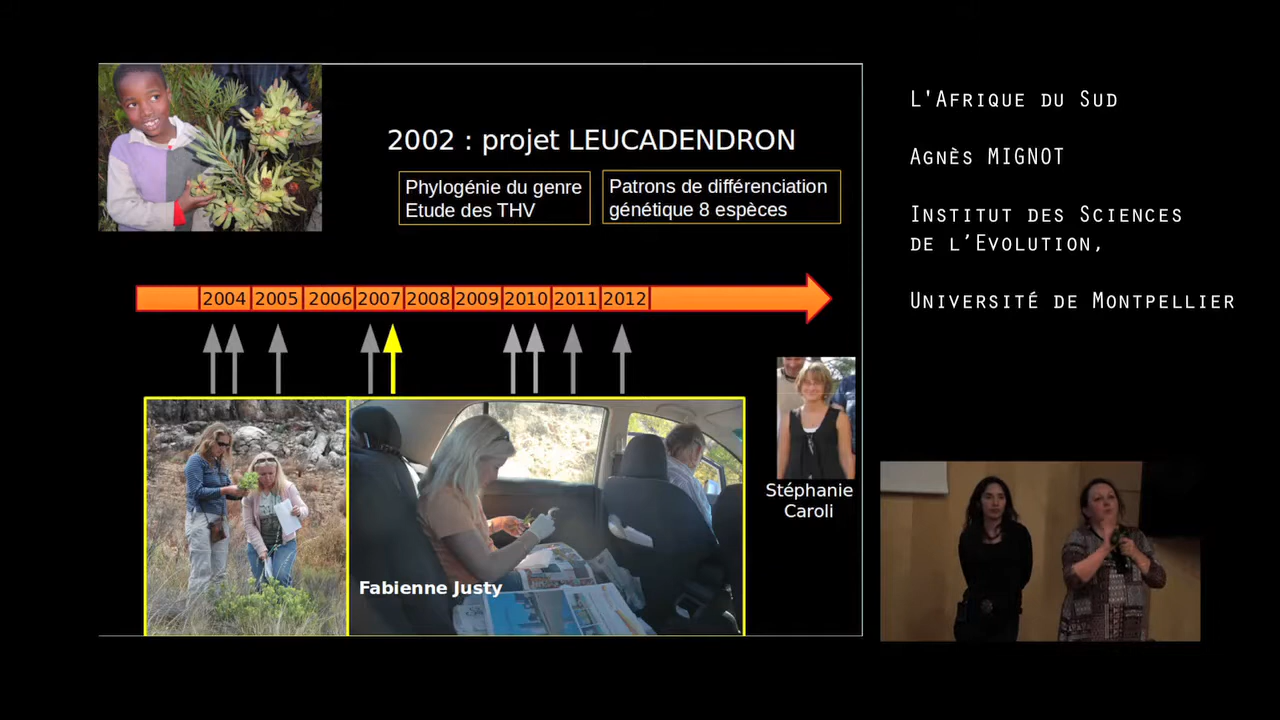 2002 : projet LEUCADENDRON
Phylogénie du genre
Etude des THV
Patrons de différenciation
génétique 8 espèces
2004 2005 2006 2007 2008 2009 2010 2011 2012
Stéphanie
Caroli
Fabienne Justy
L'Afrique du Sud
Agnès MIGNOT
Institut des Sciences
de l’Evolution,
Université de Montpellier